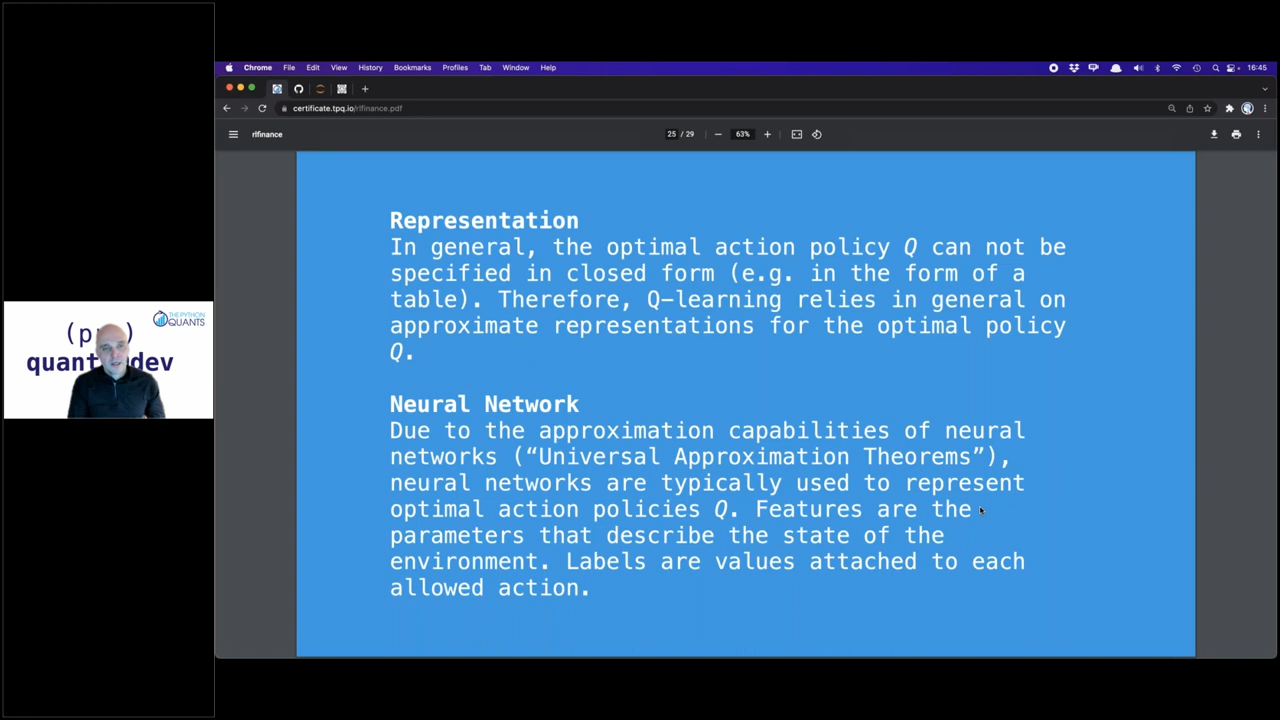 Chrome File Edit View History Bookmarks Profiles Tab Window Help 16:45
certificate.tpq.io/rlfinance.pdf
rlfinance 25 / 29 63%
Representation
In general, the optimal action policy Q can not be
specified in closed form (e.g. in the form of a
table). Therefore, Q-learning relies in general on
approximate representations for the optimal policy
Q.
Neural Network
Due to the approximation capabilities of neural
networks (“Universal Approximation Theorems”),
neural networks are typically used to represent
optimal action policies Q. Features are the
parameters that describe the state of the
environment. Labels are values attached to each
allowed action.
THE PYTHON
QUANTS